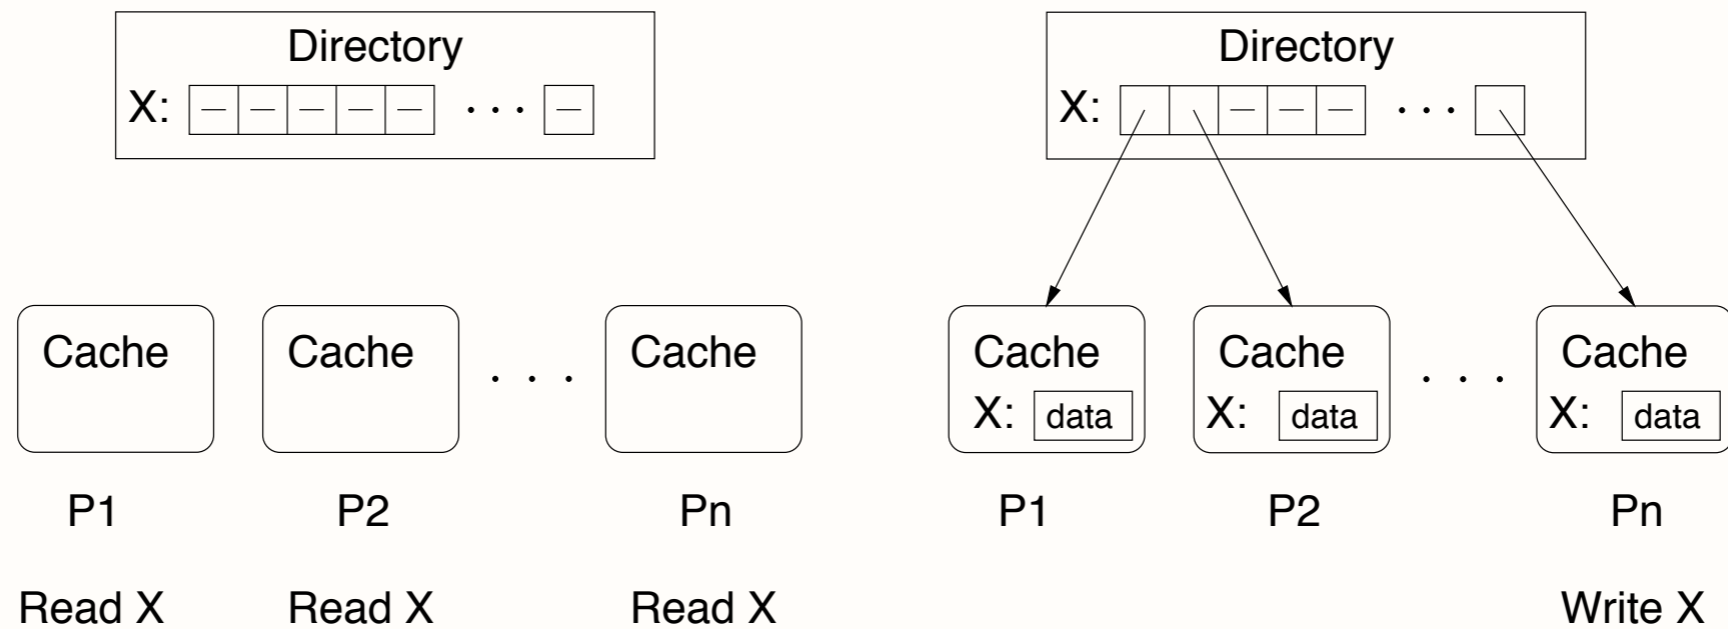 Directory
X: – – – – – · · · –
Cache Cache · · · Cache
P1 P2 Pn
Read X Read X Read X
Directory
X: – – – · · ·
Cache Cache · · · Cache
X: data X: data X: data
P1 P2 Pn
Write X